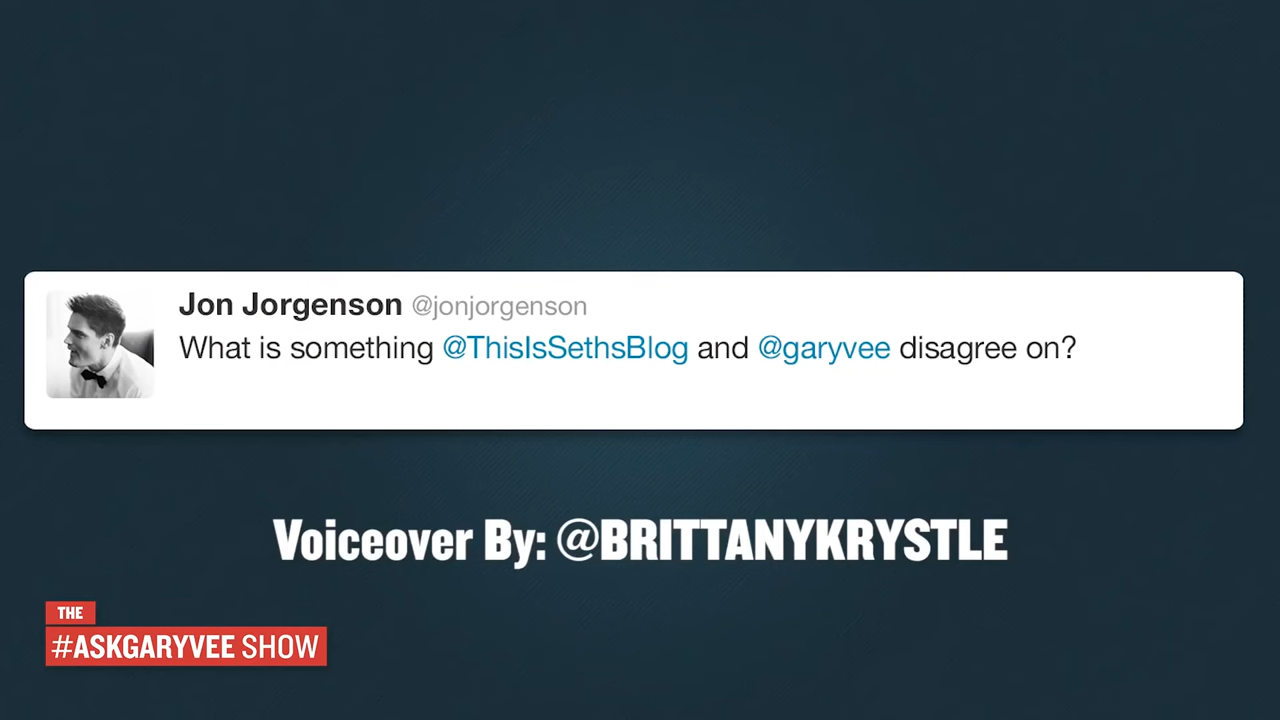 Jon Jorgenson @jonjorgenson
What is something @ThisIsSethsBlog and @garyvee disagree on?
Voiceover By: @BRITTANYKRYSTLE
THE
#ASKGARYVEE SHOW